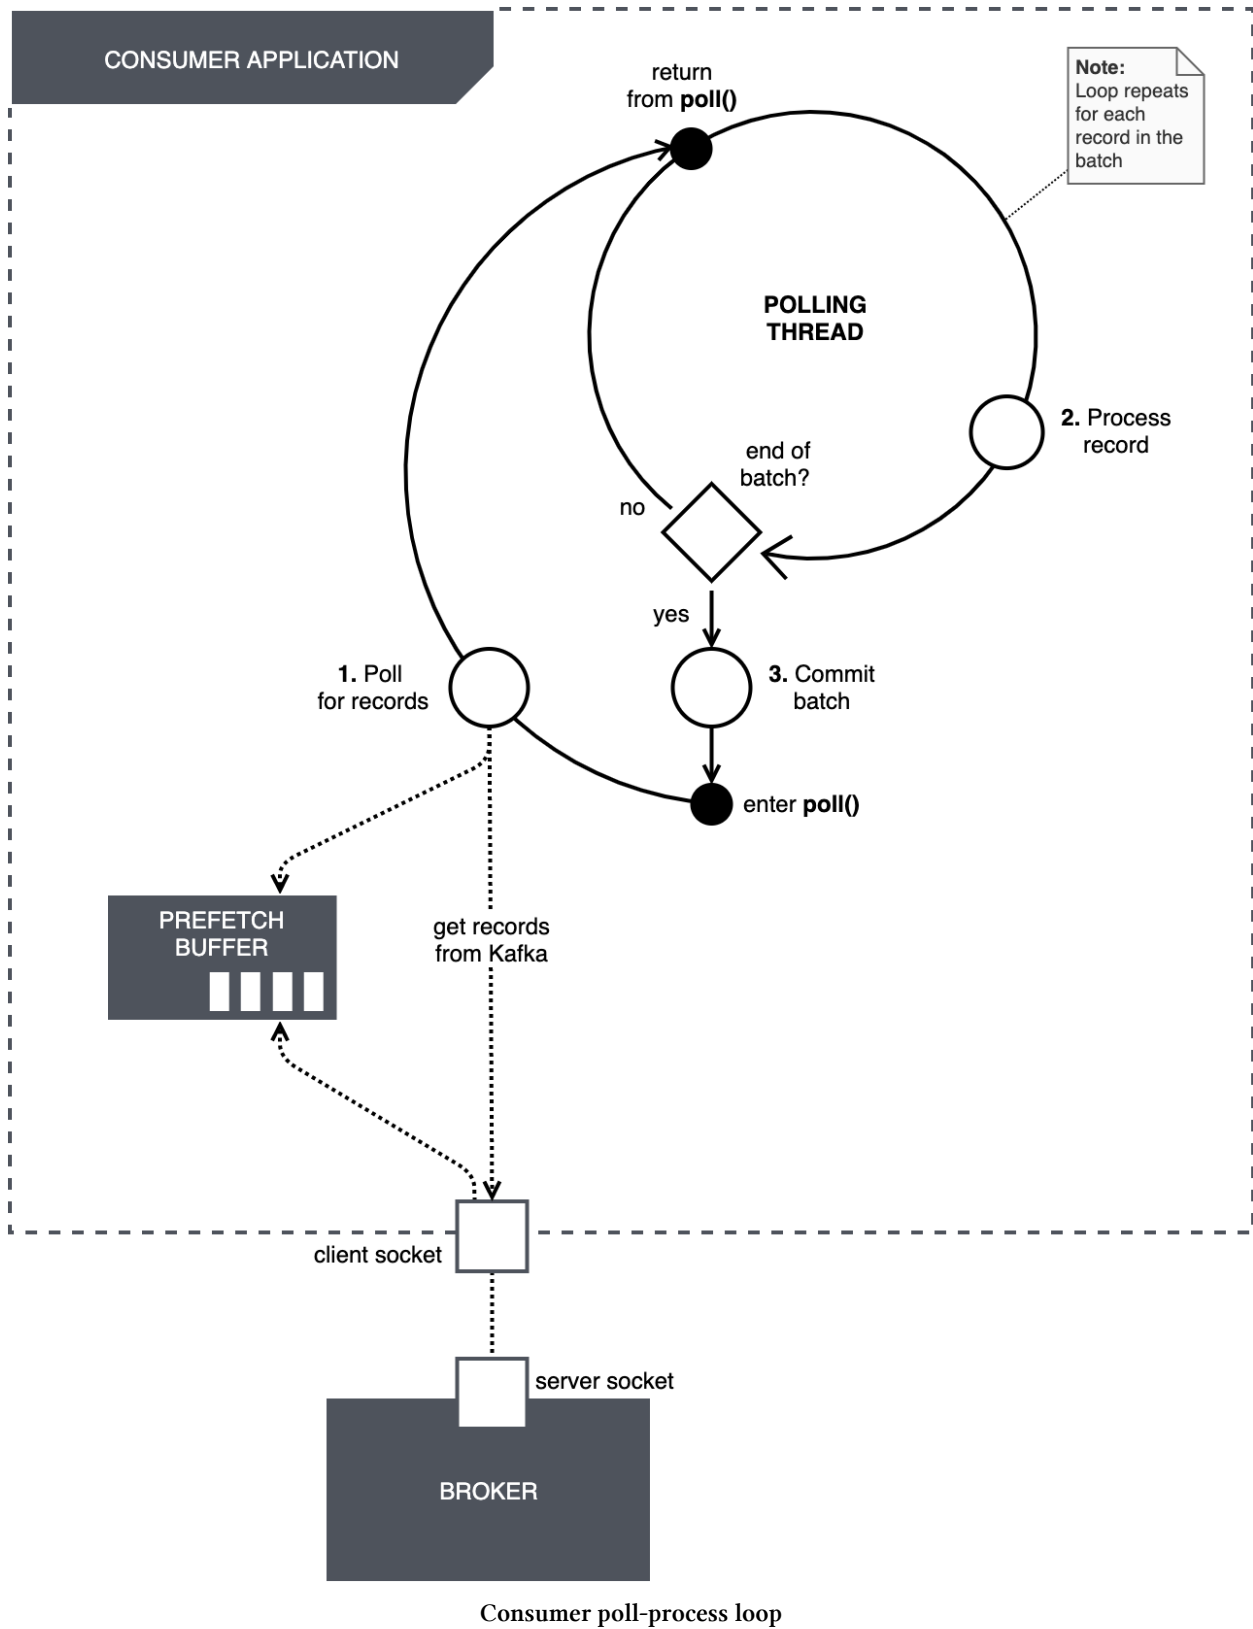 CONSUMER APPLICATION
return
from poll()
Note:
Loop repeats
for each
record in the
batch
POLLING
THREAD
2. Process
record
end of
batch?
no
yes
1. Poll
for records
3. Commit
batch
enter poll()
PREFETCH
BUFFER
get records
from Kafka
client socket
server socket
BROKER
Consumer poll-process loop